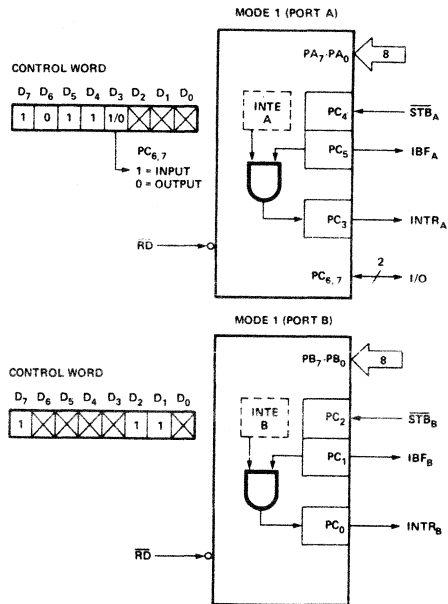 MODE 1 (PORT A)
PA7-PA0
8
CONTROL WORD
D7 D6 D5 D4 D3 D2 D1 D0
1 0 1 1 1/0
PC6,7
1 = INPUT
0 = OUTPUT
INTE
A
PC4
STBA
PC5
IBFA
PC3
INTRA
RD
PC6,7
2
I/O
MODE 1 (PORT B)
PB7-PB0
8
CONTROL WORD
D7 D6 D5 D4 D3 D2 D1 D0
1 1 1
INTE
B
PC2
STBB
PC1
IBFB
PC0
INTRB
RD